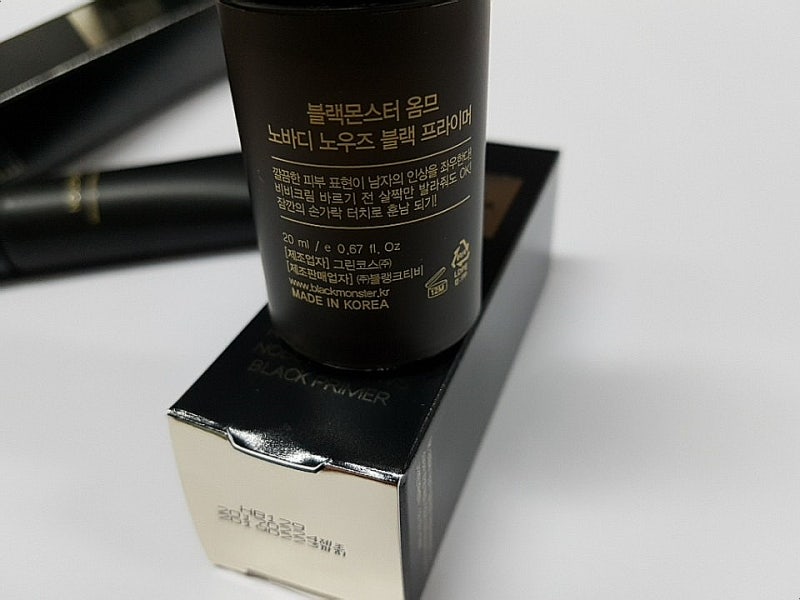 블랙몬스터 옴므
노바디 노우즈 블랙 프라이머
깔끔한 피부 표현이 남자의 인상을 좌우한대!
비비크림 바르기 전 살짝만 발라줘도 OK!
잠깐의 손가락 터치로 훈남 되기!
20 ml / e 0,67 fl, Oz
[제조업자] 그린코스㈜
[제조판매업자] ㈜블랭크티비
www.blackmonster.kr
MADE IN KOREA
12M
LDPE
BLACK PRIMER
HB129